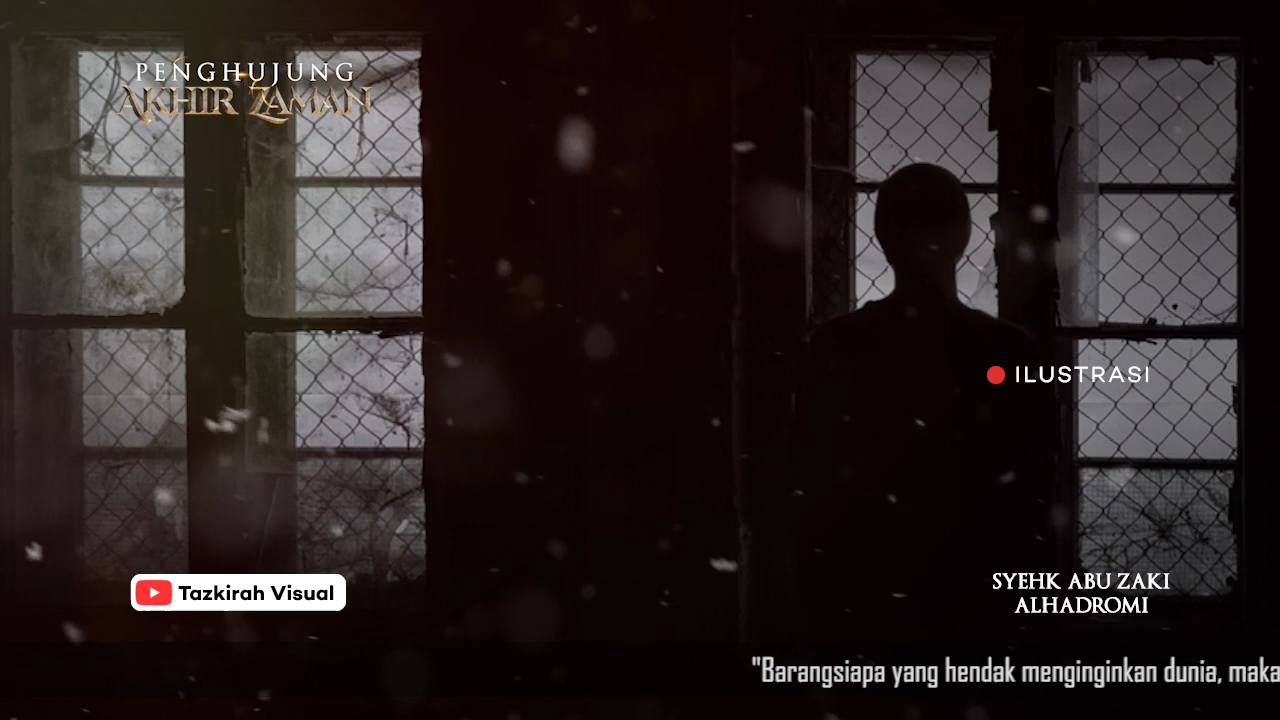 PENGHUJUNG
AKHIR ZAMAN
ILUSTRASI
Tazkirah Visual
SYEHK ABU ZAKI
ALHADROMI
"Barangsiapa yang hendak menginginkan dunia, maka